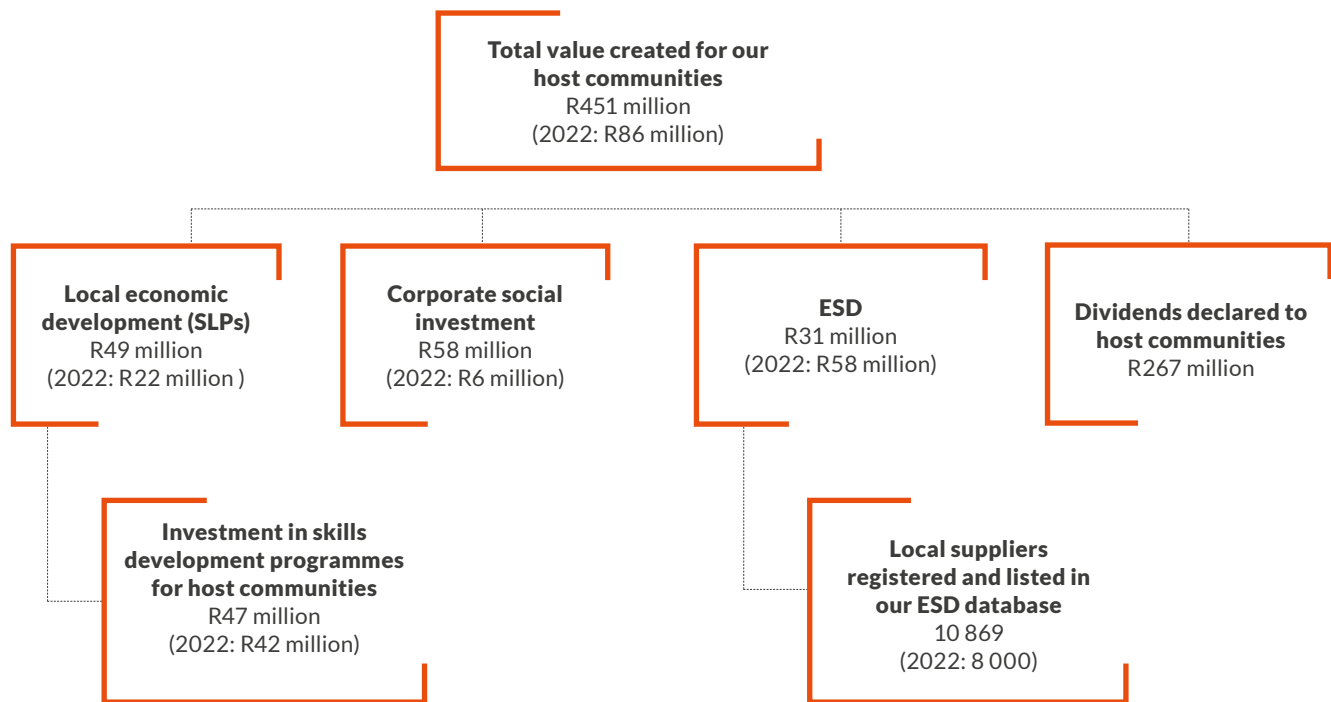 Total value created for our
host communities
R451 million
(2022: R86 million)
Local economic
development (SLPs)
R49 million
(2022: R22 million )
Corporate social
investment
R58 million
(2022: R6 million)
ESD
R31 million
(2022: R58 million)
Dividends declared to
host communities
R267 million
Investment in skills
development programmes
for host communities
R47 million
(2022: R42 million)
Local suppliers
registered and listed in
our ESD database
10 869
(2022: 8 000)